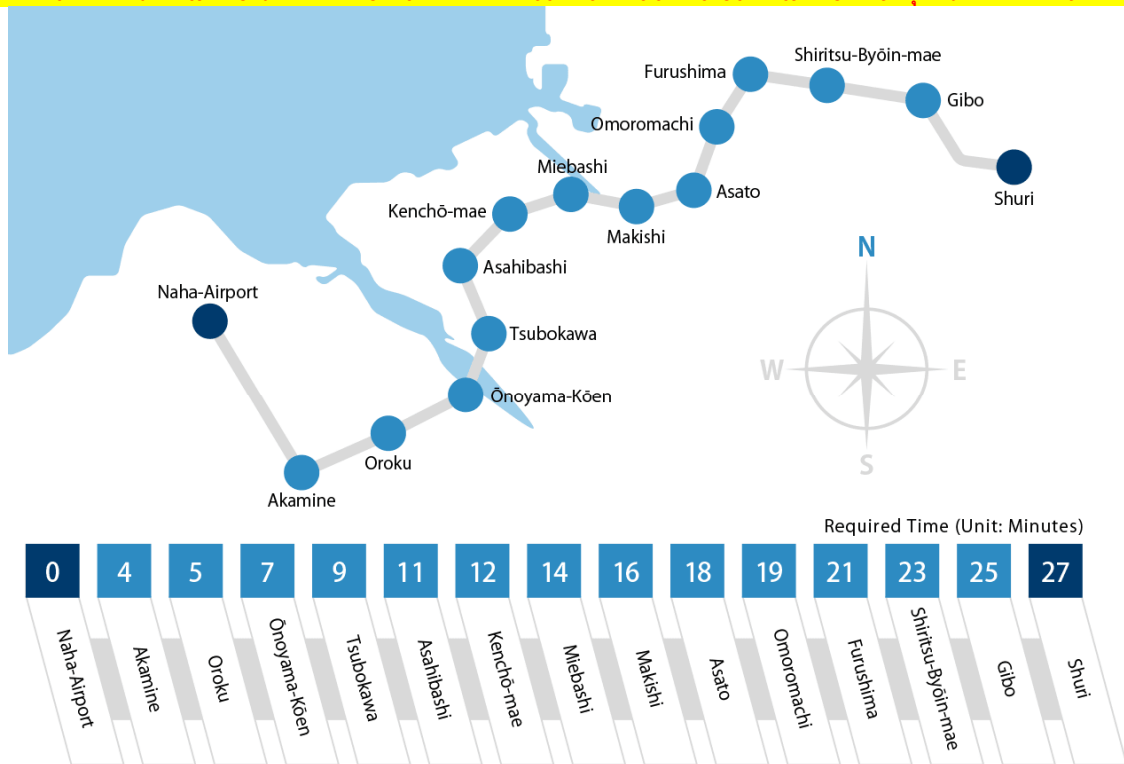 Shiritsu-Byōin-mae
Furushima
Gibo
Omoromachi
Miebashi
Asato
Shuri
Kenchō-mae
Makishi
N
Asahibashi
Naha-Airport
Tsubokawa
W E
Ōnoyama-Kōen
Oroku
S
Akamine
Required Time (Unit: Minutes)
0 4 5 7 9 11 12 14 16 18 19 21 23 25 27
Naha-Airport
Akamine
Oroku
Ōnoyama-Kōen
Tsubokawa
Asahibashi
Kenchō-mae
Miebashi
Makishi
Asato
Omoromachi
Furushima
Shiritsu-Byōin-mae
Gibo
Shuri